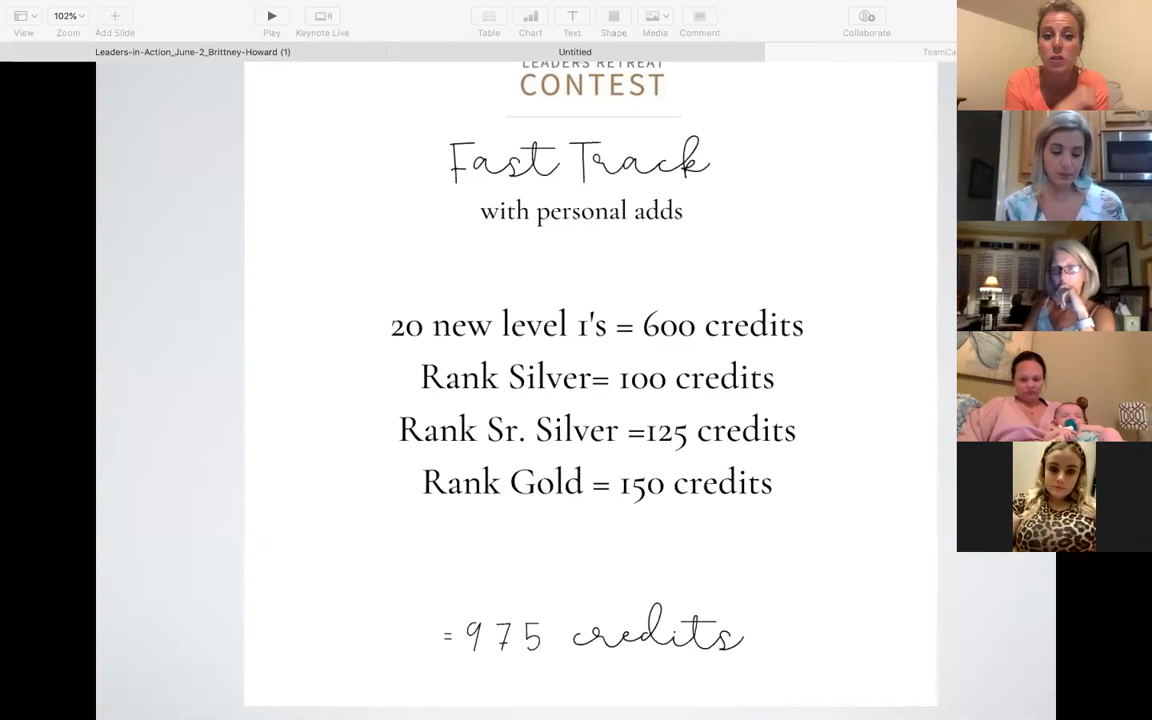 102%
View
Zoom
Add Slide
Play
Keynote Live
Table
Chart
Text
Shape
Media
Comment
Collaborate
Leaders-in-Action_June-2_Brittney-Howard (1)
Untitled
TeamCa
LEADERS RETREAT
CONTEST
Fast Track
with personal adds
20 new level 1's = 600 credits
Rank Silver= 100 credits
Rank Sr. Silver =125 credits
Rank Gold = 150 credits
= 975 credits